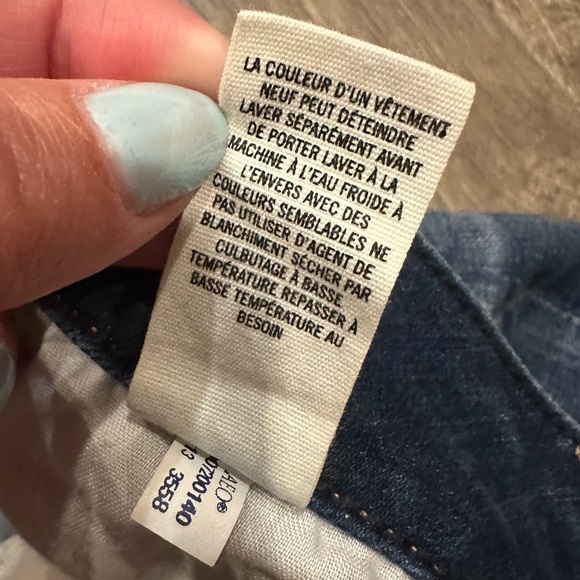 LA COULEUR D'UN VÊTEMENT
NEUF PEUT DÉTEINDRE
LAVER SÉPARÉMENT AVANT
DE PORTER LAVER À LA
MACHINE À L'EAU FROIDE À
L'ENVERS AVEC DES
COULEURS SEMBLABLES NE
PAS UTILISER D'AGENT DE
BLANCHIMENT SÉCHER PAR
CULBUTAGE À BASSE
TEMPÉRATURE REPASSER À
BASSE TEMPÉRATURE AU
BESOIN
AEO®
3558